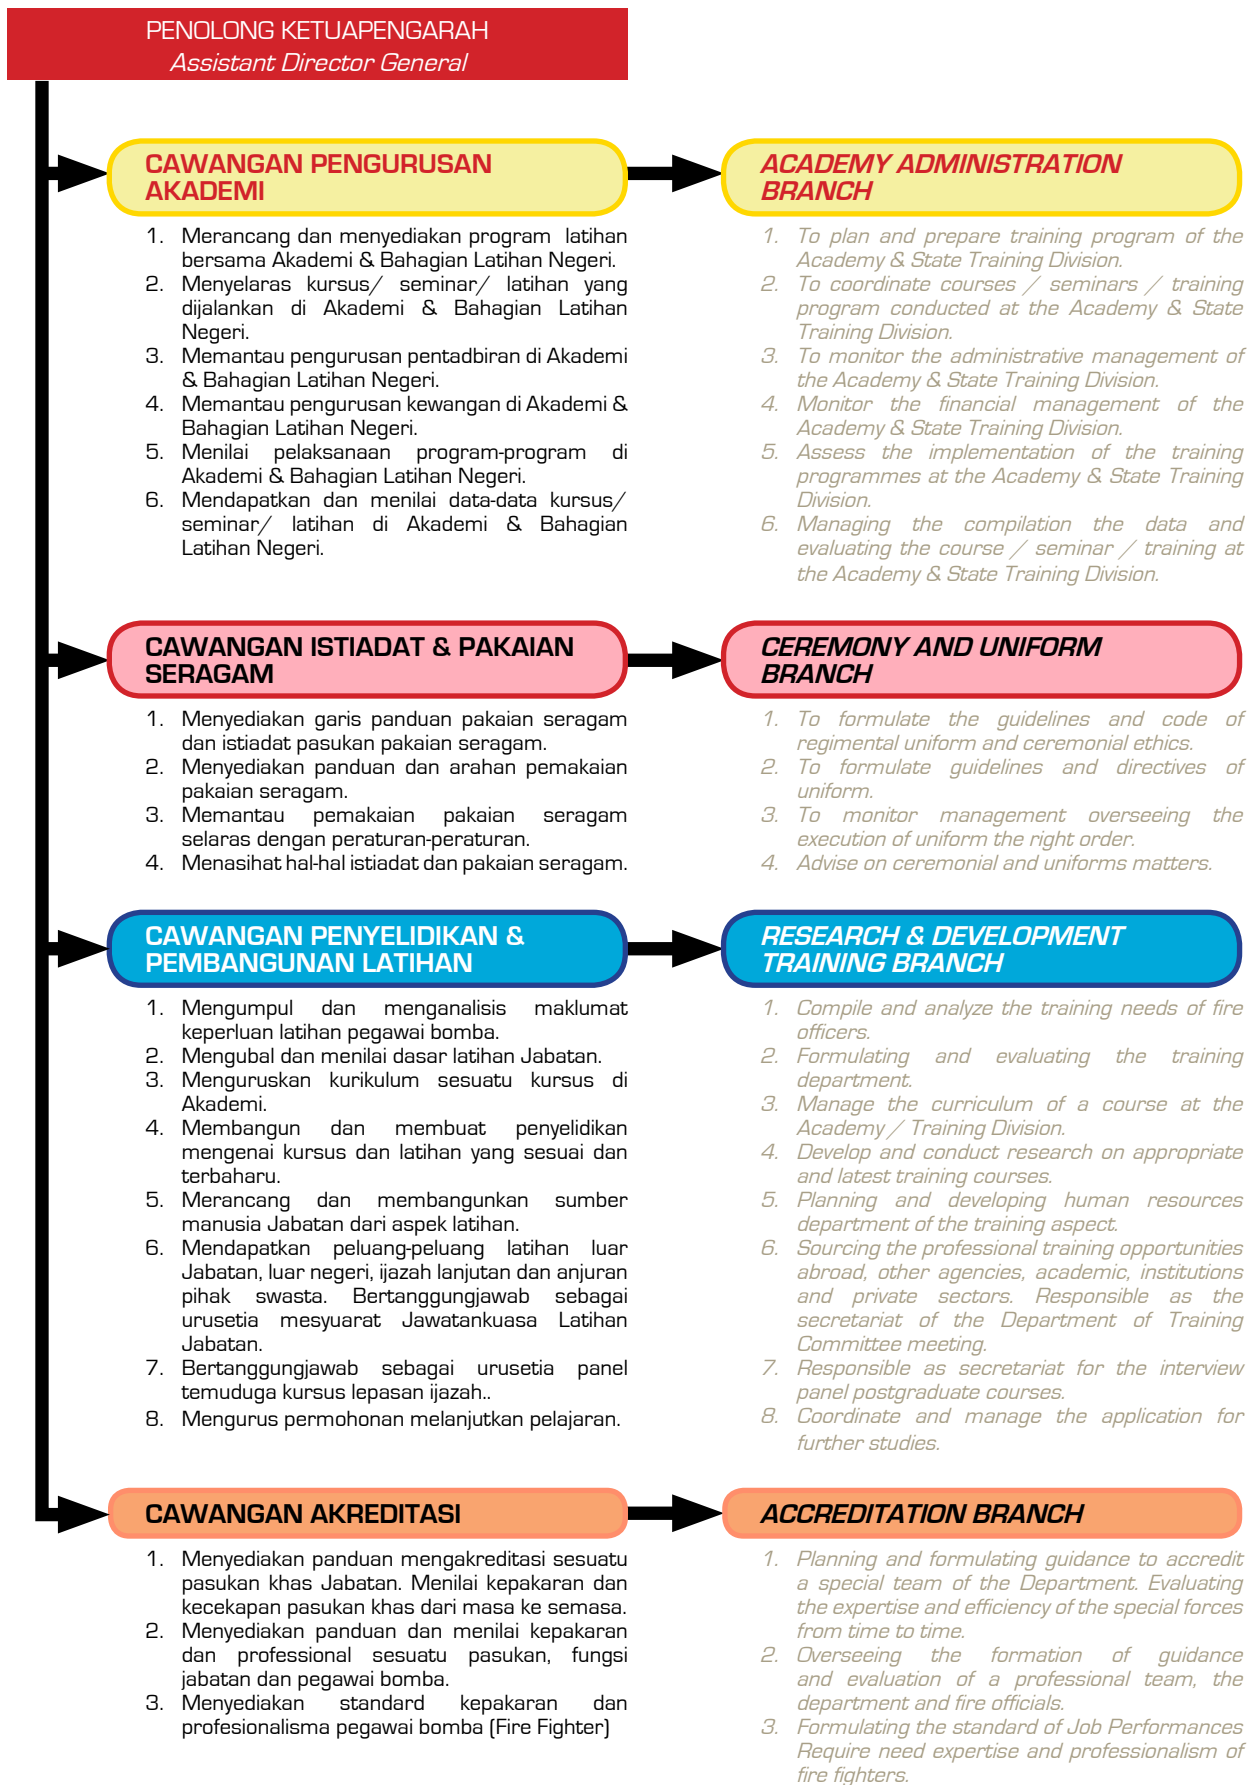 PENOLONG KETUAPENGARAH
Assistant Director General
CAWANGAN PENGURUSAN
AKADEMI
1. Merancang dan menyediakan program latihan
bersama Akademi & Bahagian Latihan Negeri.
2. Menyelaras kursus/ seminar/ latihan yang
dijalankan di Akademi & Bahagian Latihan
Negeri.
3. Memantau pengurusan pentadbiran di Akademi
& Bahagian Latihan Negeri.
4. Memantau pengurusan kewangan di Akademi &
Bahagian Latihan Negeri.
5. Menilai pelaksanaan program-program di
Akademi & Bahagian Latihan Negeri.
6. Mendapatkan dan menilai data-data kursus/
seminar/ latihan di Akademi & Bahagian
Latihan Negeri.
ACADEMY ADMINISTRATION
BRANCH
1. To plan and prepare training program of the
Academy & State Training Division.
2. To coordinate courses / seminars / training
program conducted at the Academy & State
Training Division.
3. To monitor the administrative management of
the Academy & State Training Division.
4. Monitor the financial management of the
Academy & State Training Division.
5. Assess the implementation of the training
programmes at the Academy & State Training
Division.
6. Managing the compilation the data and
evaluating the course / seminar / training at
the Academy & State Training Division.
CAWANGAN ISTIADAT & PAKAIAN
SERAGAM
1. Menyediakan garis panduan pakaian seragam
dan istiadat pasukan pakaian seragam.
2. Menyediakan panduan dan arahan pemakaian
pakaian seragam.
3. Memantau pemakaian pakaian seragam
selaras dengan peraturan-peraturan.
4. Menasihat hal-hal istiadat dan pakaian seragam.
CEREMONY AND UNIFORM
BRANCH
1. To formulate the guidelines and code of
regimental uniform and ceremonial ethics.
2. To formulate guidelines and directives of
uniform.
3. To monitor management overseeing the
execution of uniform the right order.
4. Advise on ceremonial and uniforms matters.
CAWANGAN PENYELIDIKAN &
PEMBANGUNAN LATIHAN
1. Mengumpul dan menganalisis maklumat
keperluan latihan pegawai bomba.
2. Mengubal dan menilai dasar latihan Jabatan.
3. Menguruskan kurikulum sesuatu kursus di
Akademi.
4. Membangun dan membuat penyelidikan
mengenai kursus dan latihan yang sesuai dan
terbaharu.
5. Merancang dan membangunkan sumber
manusia Jabatan dari aspek latihan.
6. Mendapatkan peluang-peluang latihan luar
Jabatan, luar negeri, ijazah lanjutan dan anjuran
pihak swasta. Bertanggungjawab sebagai
urusetia mesyuarat Jawatankuasa Latihan
Jabatan.
7. Bertanggungjawab sebagai urusetia panel
temuduga kursus lepasan ijazah..
8. Mengurus permohonan melanjutkan pelajaran.
RESEARCH & DEVELOPMENT
TRAINING BRANCH
1. Compile and analyze the training needs of fire
officers.
2. Formulating and evaluating the training
department.
3. Manage the curriculum of a course at the
Academy / Training Division.
4. Develop and conduct research on appropriate
and latest training courses.
5. Planning and developing human resources
department of the training aspect.
6. Sourcing the professional training opportunities
abroad, other agencies, academic, institutions
and private sectors. Responsible as the
secretariat of the Department of Training
Committee meeting.
7. Responsible as secretariat for the interview
panel postgraduate courses.
8. Coordinate and manage the application for
further studies.
CAWANGAN AKREDITASI
1. Menyediakan panduan mengakreditasi sesuatu
pasukan khas Jabatan. Menilai kepakaran dan
kecekapan pasukan khas dari masa ke semasa.
2. Menyediakan panduan dan menilai kepakaran
dan professional sesuatu pasukan, fungsi
jabatan dan pegawai bomba.
3. Menyediakan standard kepakaran dan
profesionalisma pegawai bomba (Fire Fighter)
ACCREDITATION BRANCH
1. Planning and formulating guidance to accredit
a special team of the Department. Evaluating
the expertise and efficiency of the special forces
from time to time.
2. Overseeing the formation of guidance
and evaluation of a professional team, the
department and fire officials.
3. Formulating the standard of Job Performances
Require need expertise and professionalism of
fire fighters.